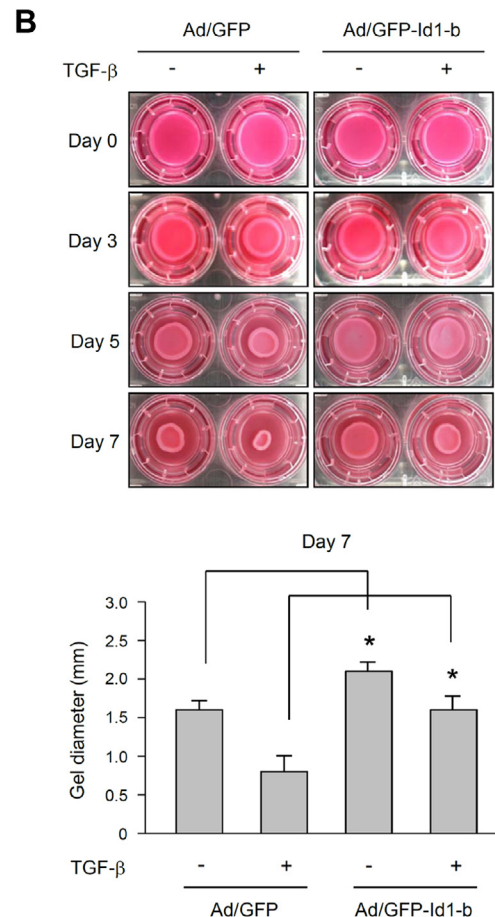 B
Ad/GFP Ad/GFP-Id1-b
TGF-β - + - +
Day 0
Day 3
Day 5
Day 7
Day 7
3.0
2.5
2.0
1.5
1.0
0.5
0
Gel diameter (mm)
* *
TGF-β - + - +
Ad/GFP Ad/GFP-Id1-b